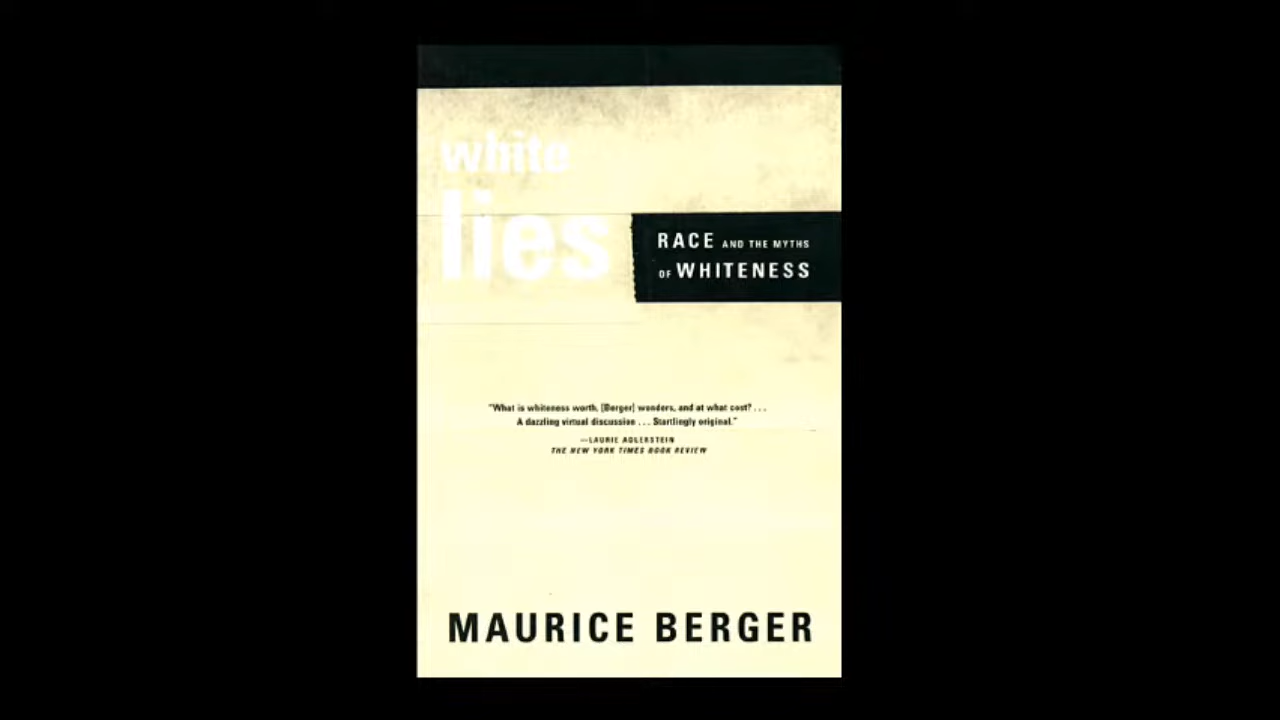 white
lies
RACE AND THE MYTHS
OF WHITENESS
"What is whiteness worth, [Berger] wonders, and at what cost? . . .
A dazzling virtual discussion . . . Startlingly original."
—LAURIE ADLERSTEIN
THE NEW YORK TIMES BOOK REVIEW
MAURICE BERGER